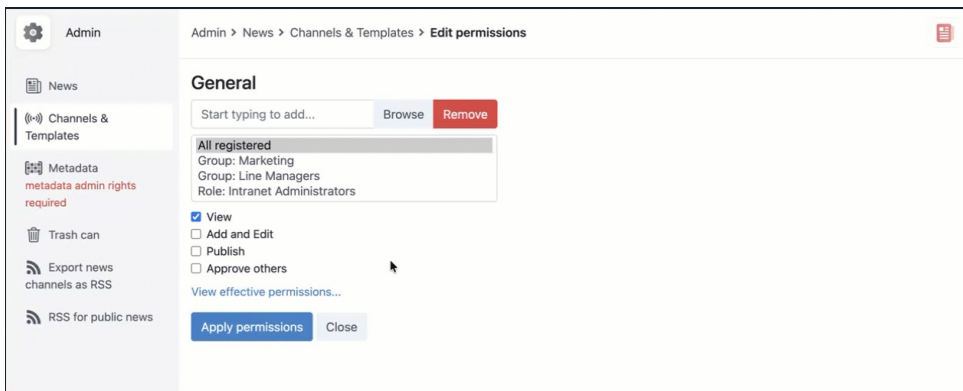 Admin
Admin > News > Channels & Templates > Edit permissions
News
Channels &
Templates
Metadata
metadata admin rights
required
Trash can
Export news
channels as RSS
RSS for public news
General
Start typing to add...
Browse
Remove
All registered
Group: Marketing
Group: Line Managers
Role: Intranet Administrators
View
Add and Edit
Publish
Approve others
View effective permissions...
Apply permissions
Close